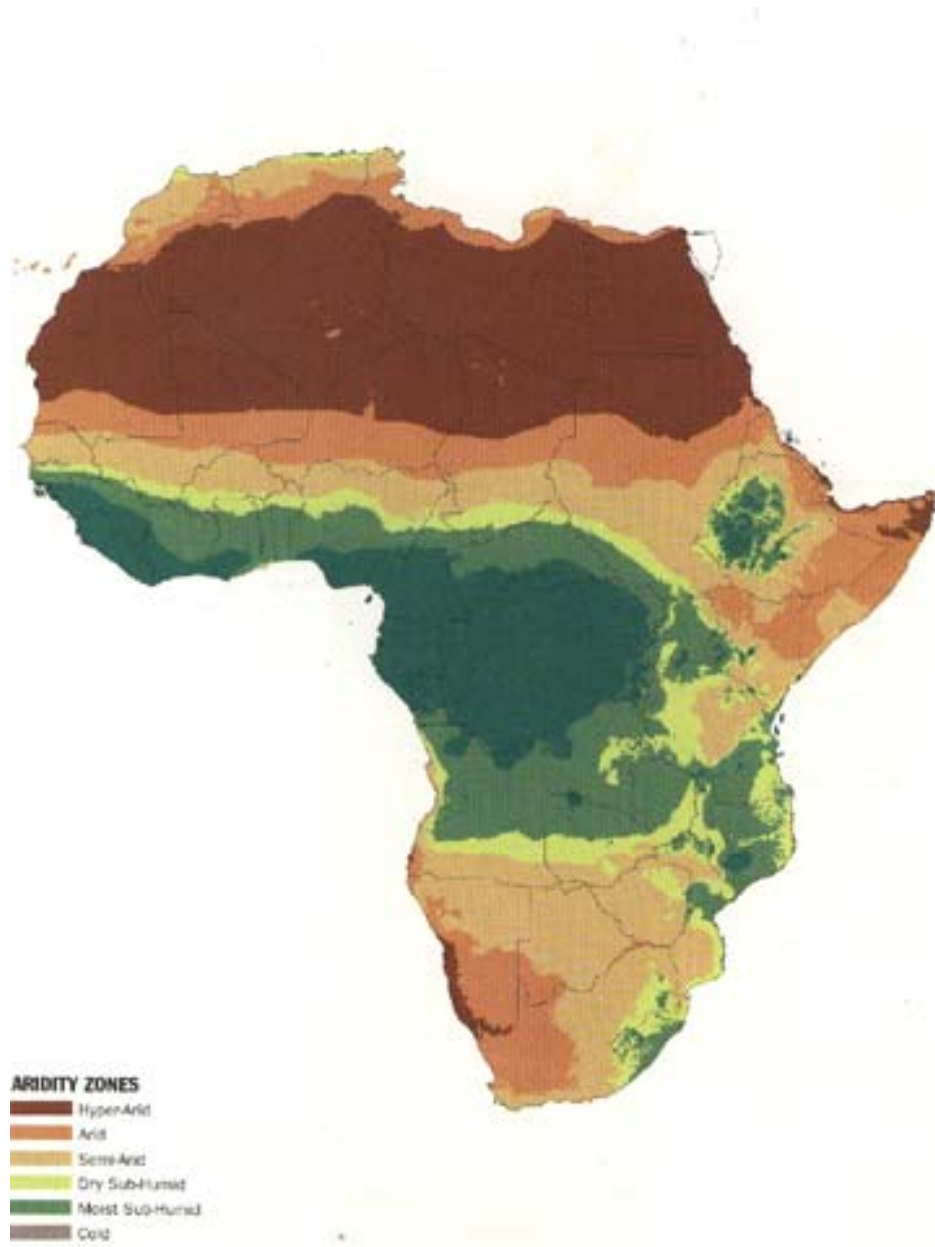 ARIDITY ZONES
Hyper-Arid
Arid
Semi-Arid
Dry Sub-Humid
Moist Sub-Humid
Cold